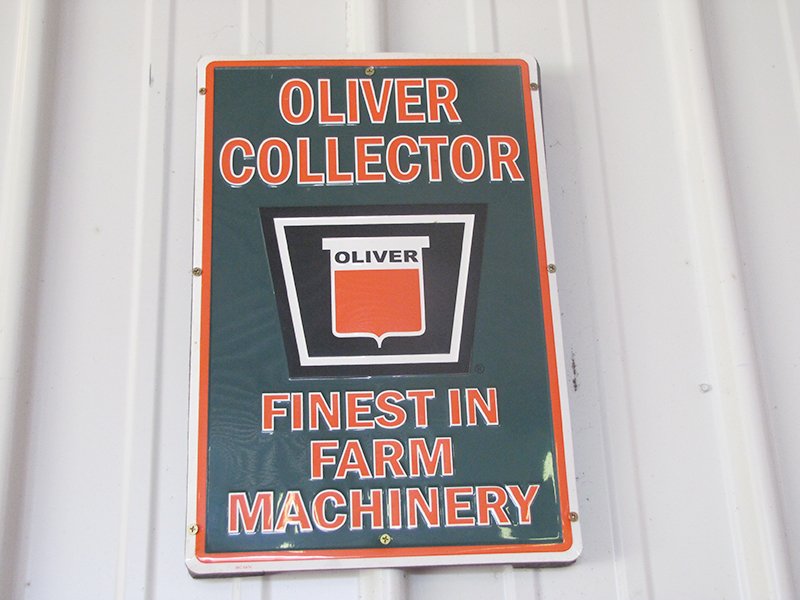 OLIVER
COLLECTOR
OLIVER
®
FINEST IN
FARM
MACHINERY